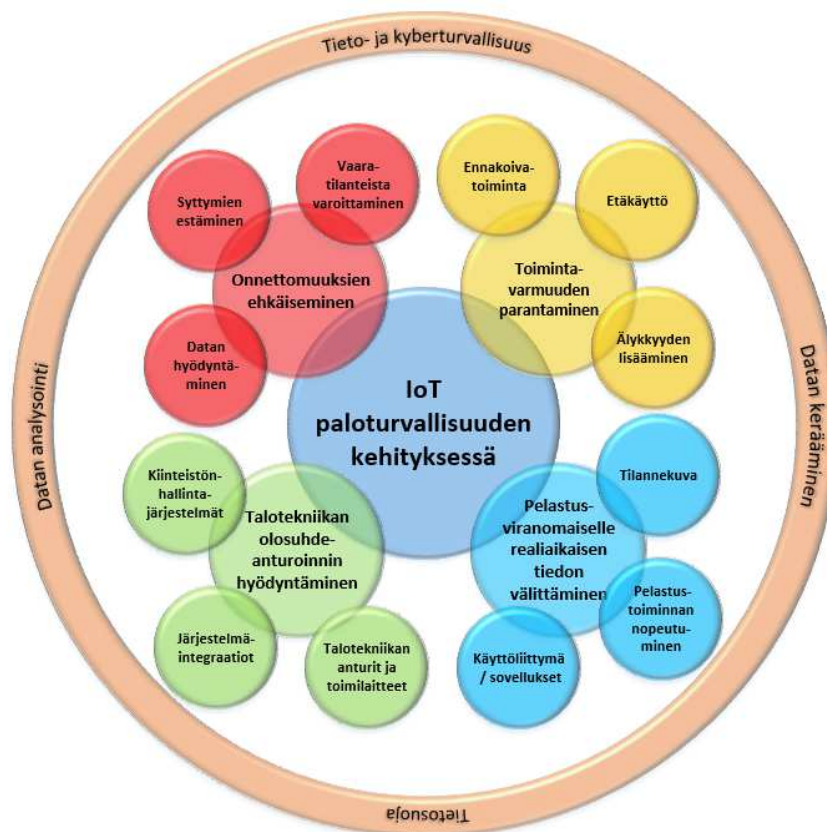 Tieto- ja kyberturvallisuus
Vaara-
tilanteista
varoittaminen
Syttymien
estäminen
Onnettomuuksien
ehkäiseminen
Datan
hyödyntä-
minen
Ennakoiva-
toiminta
Etäkäyttö
Toiminta-
varmuuden
parantaminen
Älykkyyden
lisääminen
Datan analysointi
IoT
paloturvallisuuden
kehityksessä
Datan kerääminen
Kiinteistön-
hallinta-
järjestelmät
Talotekniikan
olosuhde-
anturoinnin
hyödyntäminen
Järjestelmä-
integraatiot
Talotekniikan
anturit ja
toimilaitteet
Tilannekuva
Pelastus-
viranomaiselle
realiaikaisen
tiedon
välittäminen
Pelastus-
toiminnan
nopeutu-
minen
Käyttöliittymä
/ sovellukset
Tietosuoja